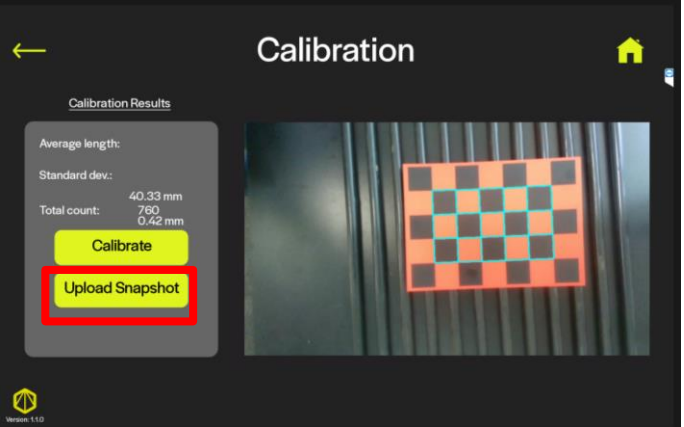 Calibration
Calibration Results
Average length:
Standard dev.:
40.33 mm
Total count: 760
0.42 mm
Calibrate
Upload Snapshot
Version: 1.1.0